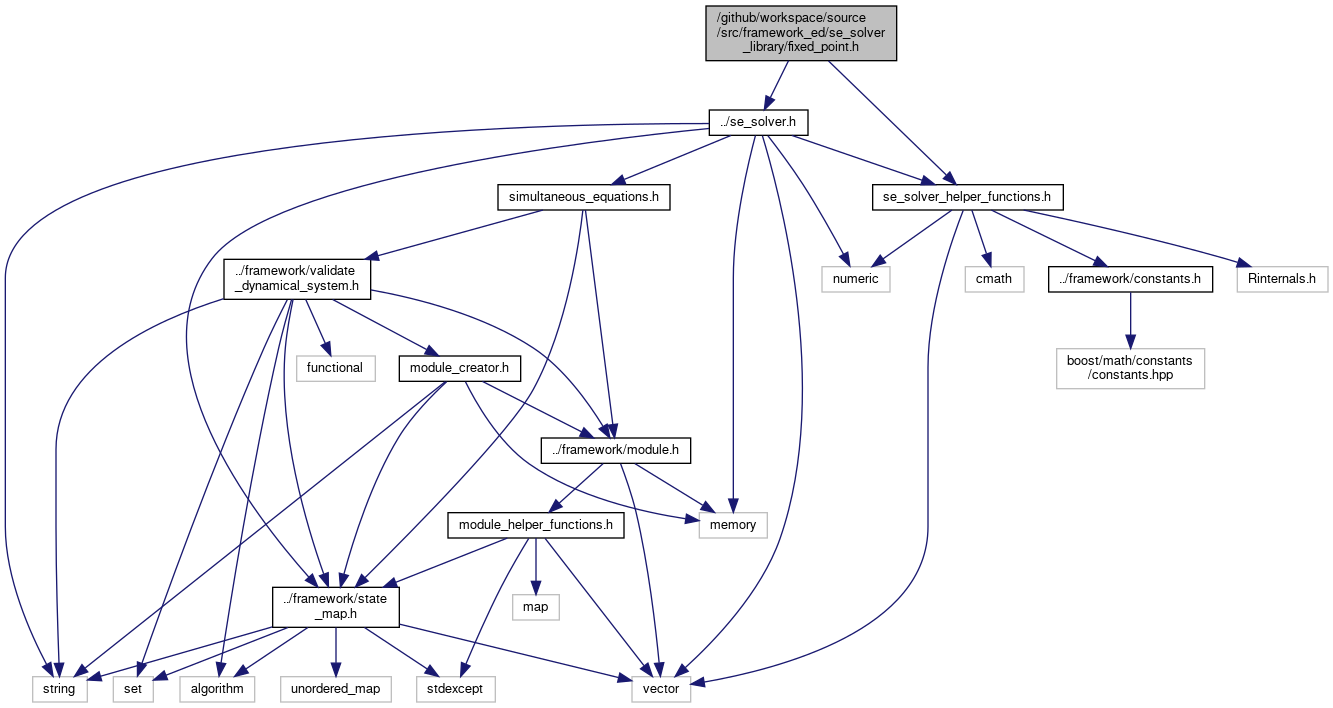 /github/workspace/source
/src/framework_ed/se_solver
_library/fixed_point.h
../se_solver.h
simultaneous_equations.h
se_solver_helper_functions.h
../framework/validate
_dynamical_system.h
numeric
cmath
../framework/constants.h
Rinternals.h
functional
module_creator.h
boost/math/constants
/constants.hpp
../framework/module.h
module_helper_functions.h
memory
../framework/state
_map.h
map
string
set
algorithm
unordered_map
stdexcept
vector